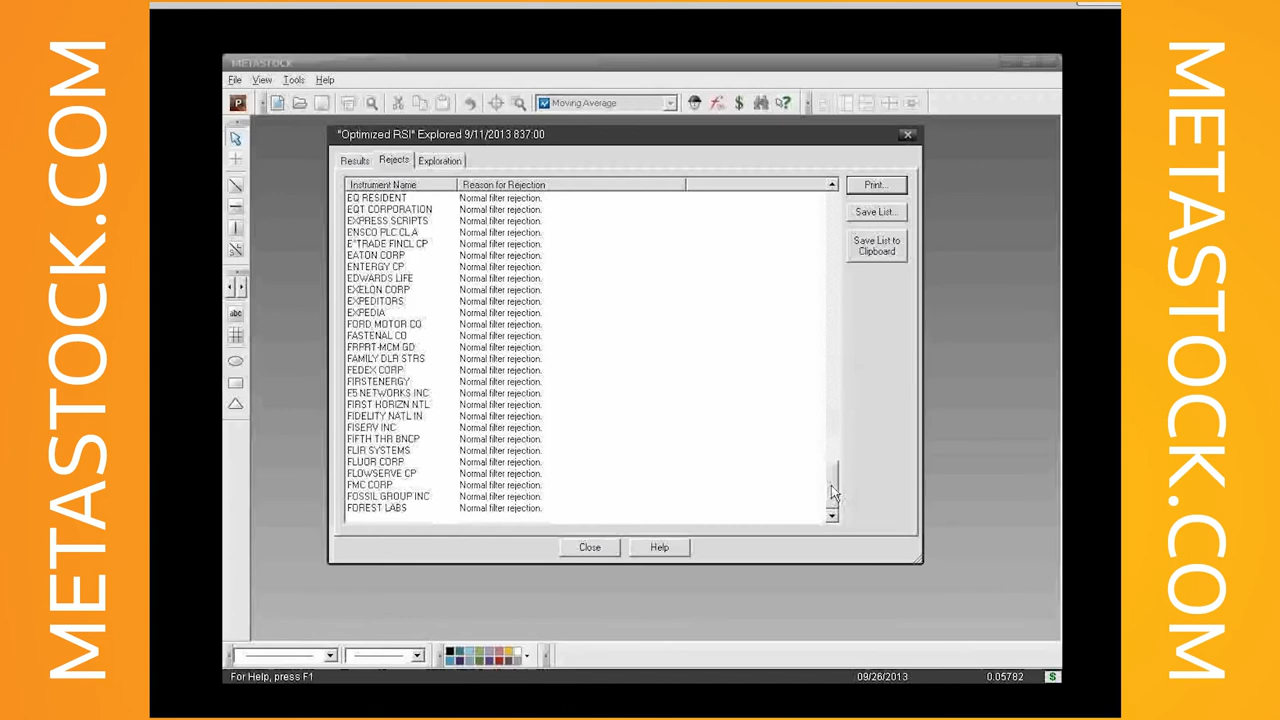 METASTOCK.COM
METASTOCK
File View Tools Help
Moving Average
"Optimized RSI" Explored 9/11/2013 837:00
Results Rejects Exploration
Instrument Name Reason for Rejection
EQ RESIDENT Normal filter rejection.
EQT CORPORATION Normal filter rejection.
EXPRESS SCRIPTS Normal filter rejection.
ENSCO PLC CL A Normal filter rejection.
E*TRADE FINCL CP Normal filter rejection.
EATON CORP Normal filter rejection.
ENTERGY CP Normal filter rejection.
EDWARDS LIFE Normal filter rejection.
EXELON CORP Normal filter rejection.
EXPEDITORS Normal filter rejection.
EXPEDIA Normal filter rejection.
FORD MOTOR CO Normal filter rejection.
FASTENAL CO Normal filter rejection.
FRPRT-MCM GD Normal filter rejection.
FAMILY DLR STRS Normal filter rejection.
FEDEX CORP Normal filter rejection.
FIRSTENERGY Normal filter rejection.
F5 NETWORKS INC Normal filter rejection.
FIRST HORIZN NTL Normal filter rejection.
FIDELITY NATL IN Normal filter rejection.
FISERV INC Normal filter rejection.
FIFTH THR BNCP Normal filter rejection.
FLIR SYSTEMS Normal filter rejection.
FLUOR CORP Normal filter rejection.
FLOWSERVE CP Normal filter rejection.
FMC CORP Normal filter rejection.
FOSSIL GROUP INC Normal filter rejection.
FOREST LABS Normal filter rejection.
Print...
Save List...
Save List to
Clipboard
Close Help
abc
For Help, press F1 09/26/2013 0.05782 S
METASTOCK.COM